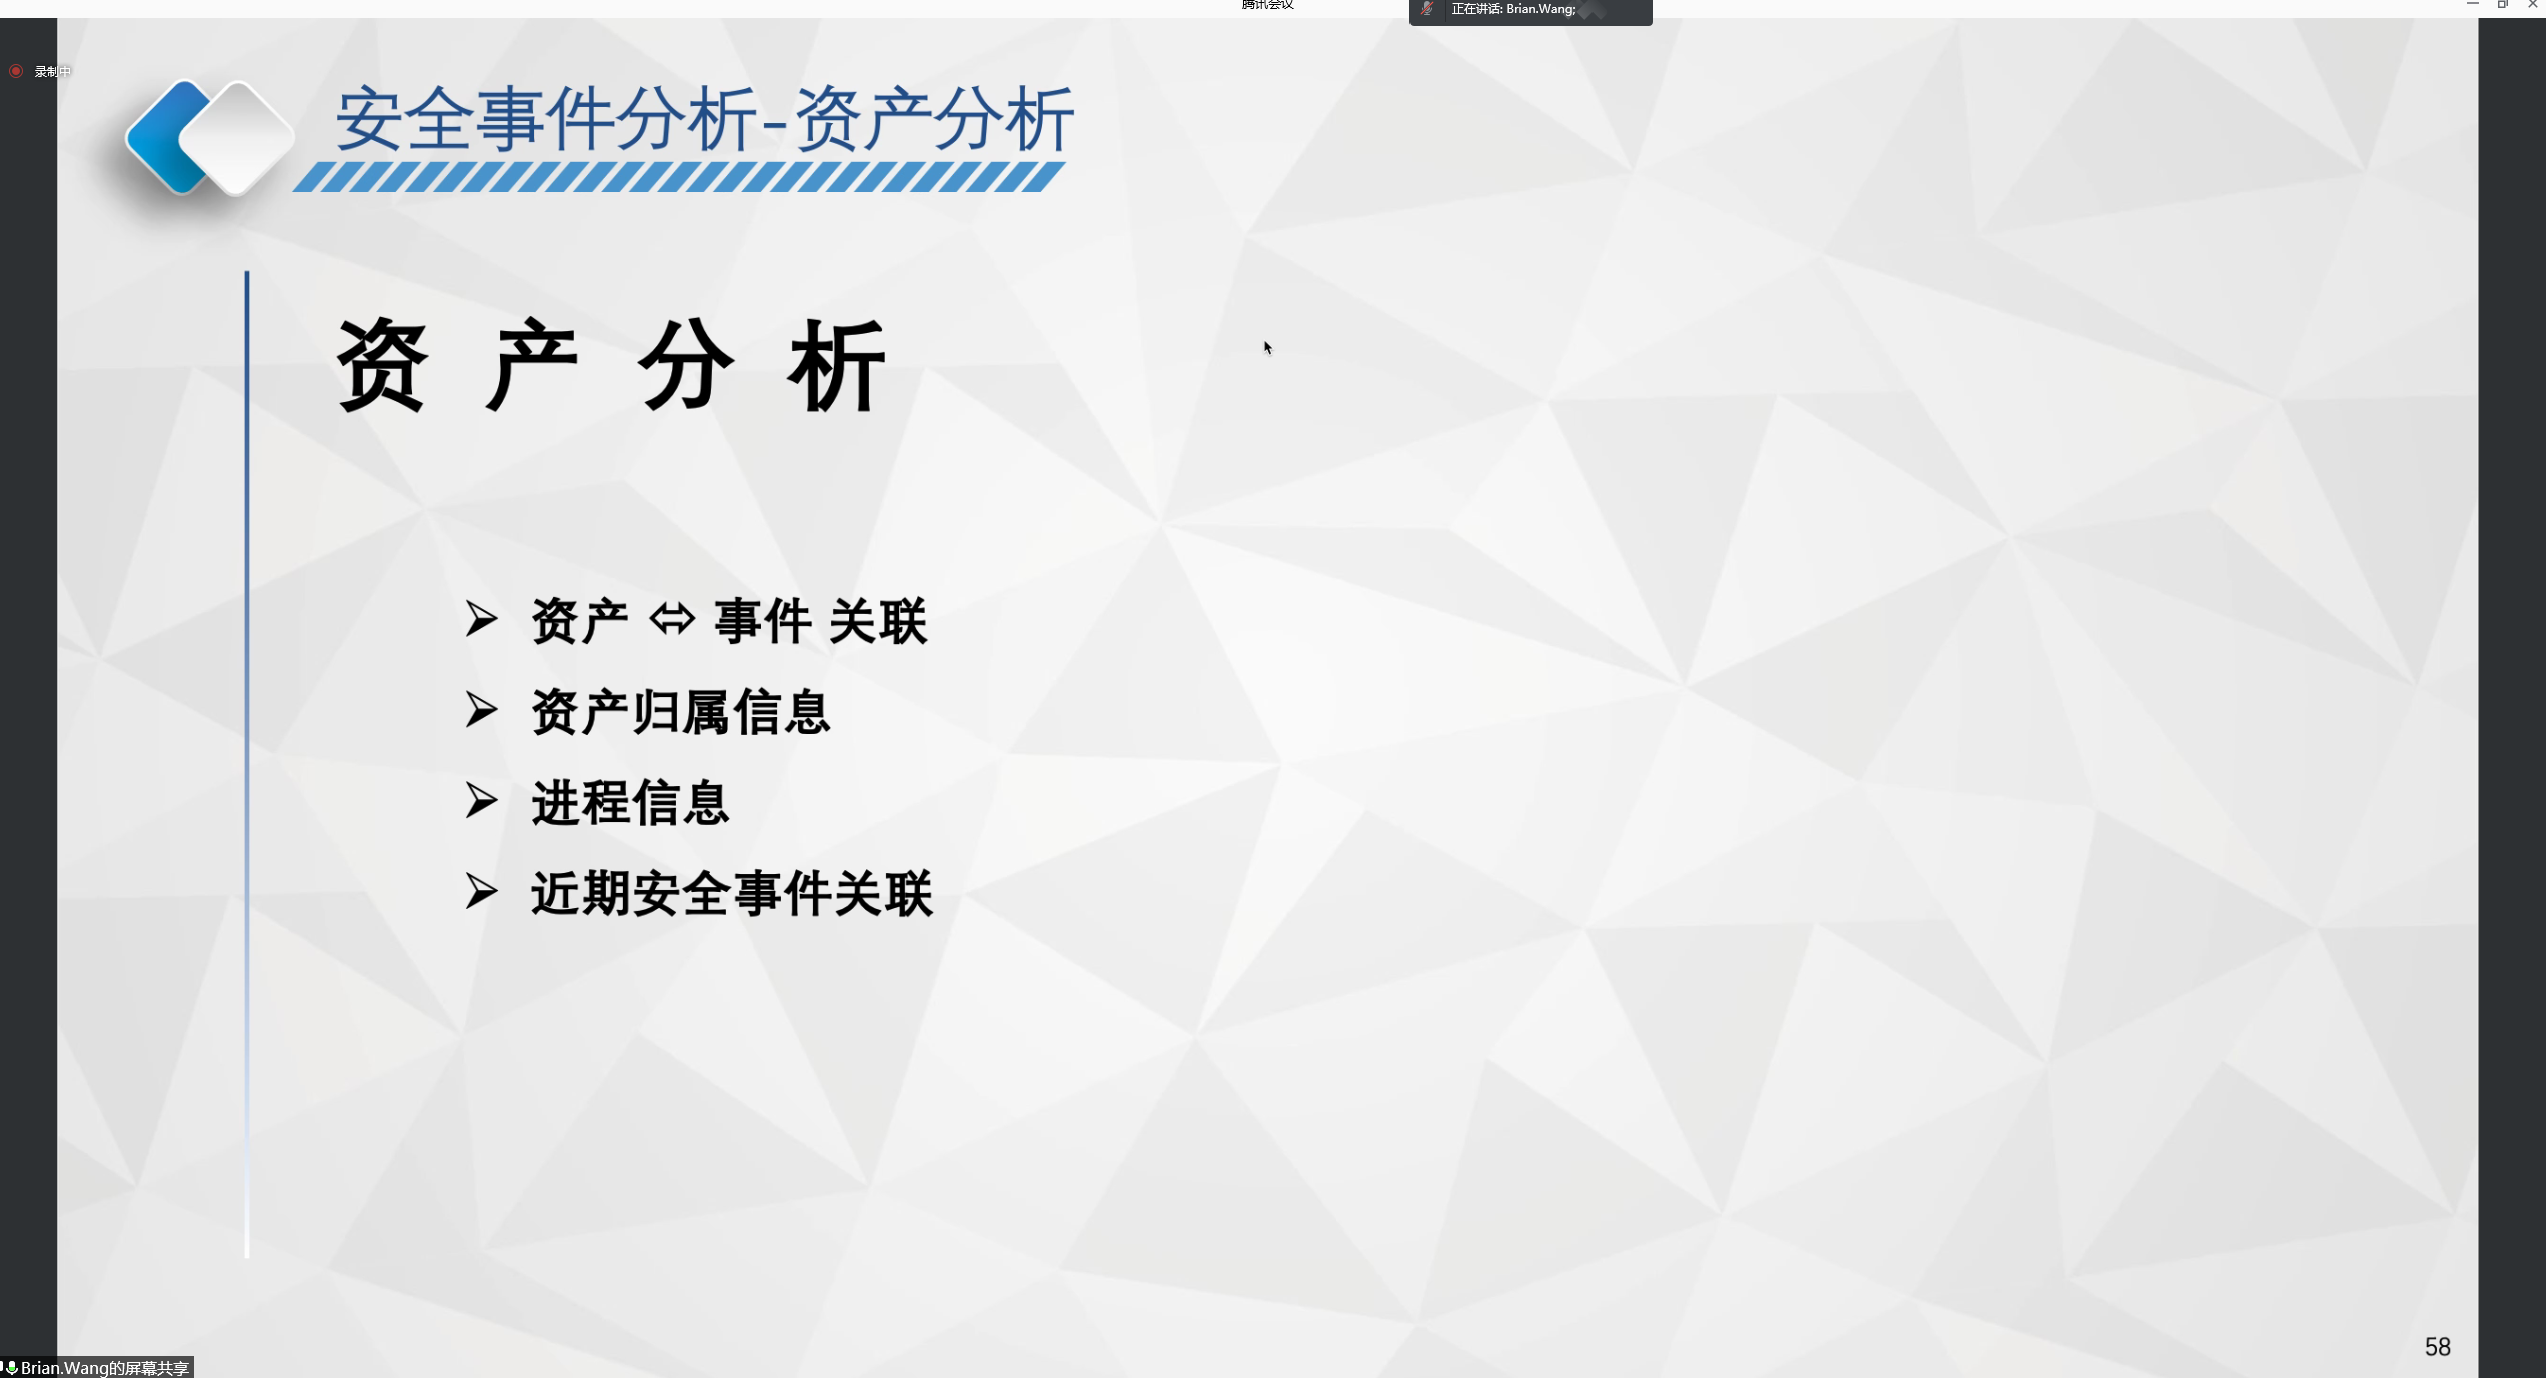 腾讯会议
正在讲话: Brian.Wang;
录制中
安全事件分析-资产分析
资产分析
资产 ⬄ 事件 关联
资产归属信息
进程信息
近期安全事件关联
58
Brian.Wang的屏幕共享